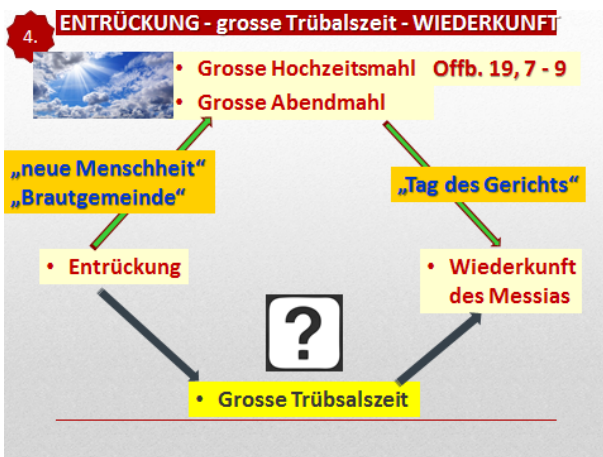 4.
ENTRÜCKUNG - grosse Trübalszeit - WIEDERKUNFT
• Grosse Hochzeitsmahl Offb. 19, 7 - 9
• Grosse Abendmahl
„neue Menschheit“
„Brautgemeinde“
„Tag des Gerichts“
• Entrückung
• Wiederkunft
des Messias
?
• Grosse Trübsalszeit